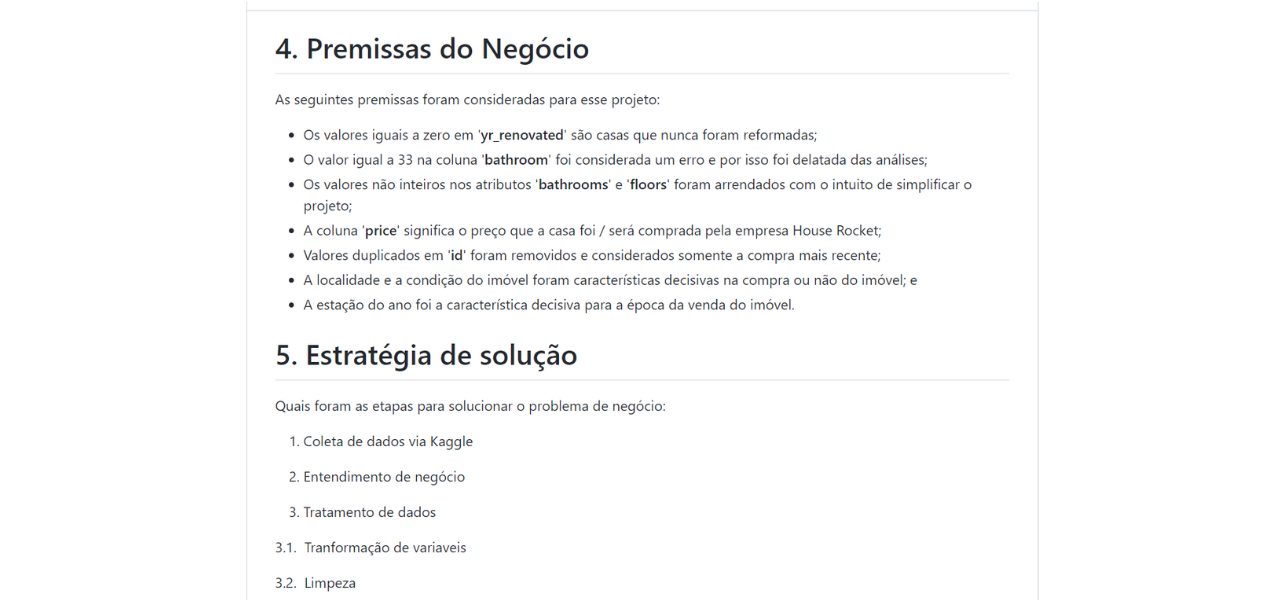 4. Premissas do Negócio
As seguintes premissas foram consideradas para esse projeto:
• Os valores iguais a zero em 'yr_renovated' são casas que nunca foram reformadas;
• O valor igual a 33 na coluna 'bathroom' foi considerada um erro e por isso foi delatada das análises;
• Os valores não inteiros nos atributos 'bathrooms' e 'floors' foram arrendados com o intuito de simplificar o
projeto;
• A coluna 'price' significa o preço que a casa foi / será comprada pela empresa House Rocket;
• Valores duplicados em 'id' foram removidos e considerados somente a compra mais recente;
• A localidade e a condição do imóvel foram características decisivas na compra ou não do imóvel; e
• A estação do ano foi a característica decisiva para a época da venda do imóvel.
5. Estratégia de solução
Quais foram as etapas para solucionar o problema de negócio:
1. Coleta de dados via Kaggle
2. Entendimento de negócio
3. Tratamento de dados
3.1. Tranformação de variaveis
3.2. Limpeza